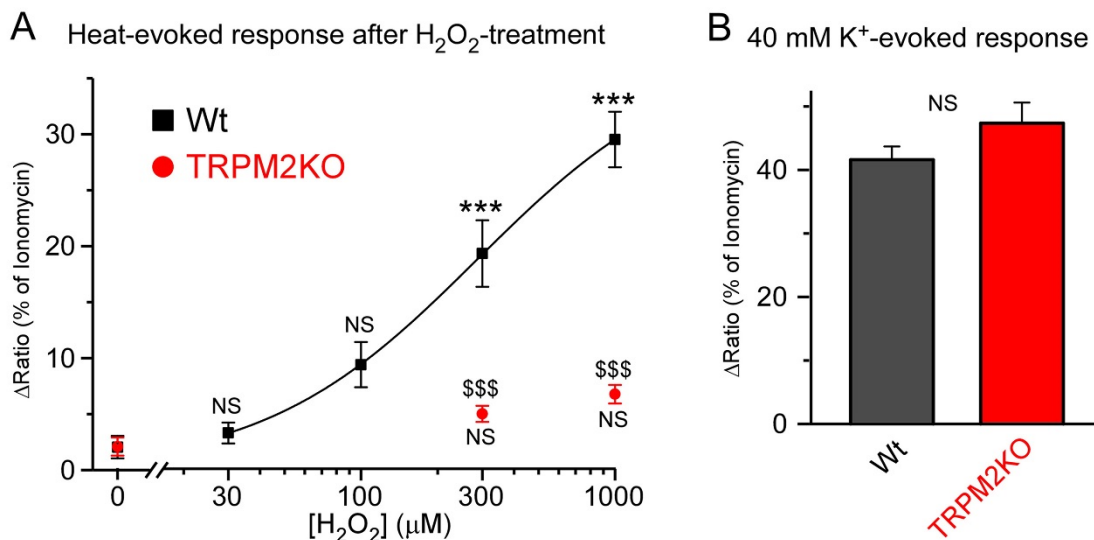 A Heat-evoked response after H₂O₂-treatment
ΔRatio (% of Ionomycin)
30
20
10
0
Wt
TRPM2KO
NS
NS
***
***
$$$
NS
$$$
NS
0 30 100 300 1000
[H₂O₂] (μM)
B 40 mM K⁺-evoked response
ΔRatio (% of Ionomycin)
40
20
0
NS
Wt
TRPM2KO